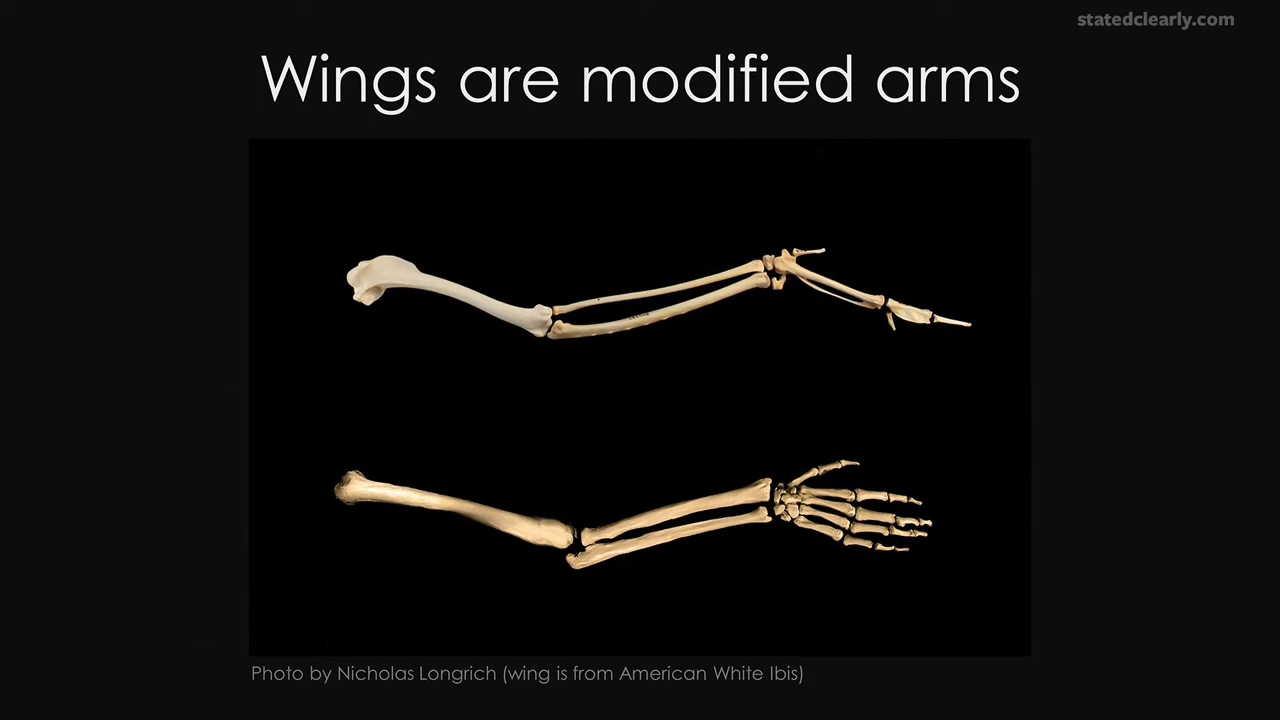 statedclearly.com
Wings are modified arms
Photo by Nicholas Longrich (wing is from American White Ibis)